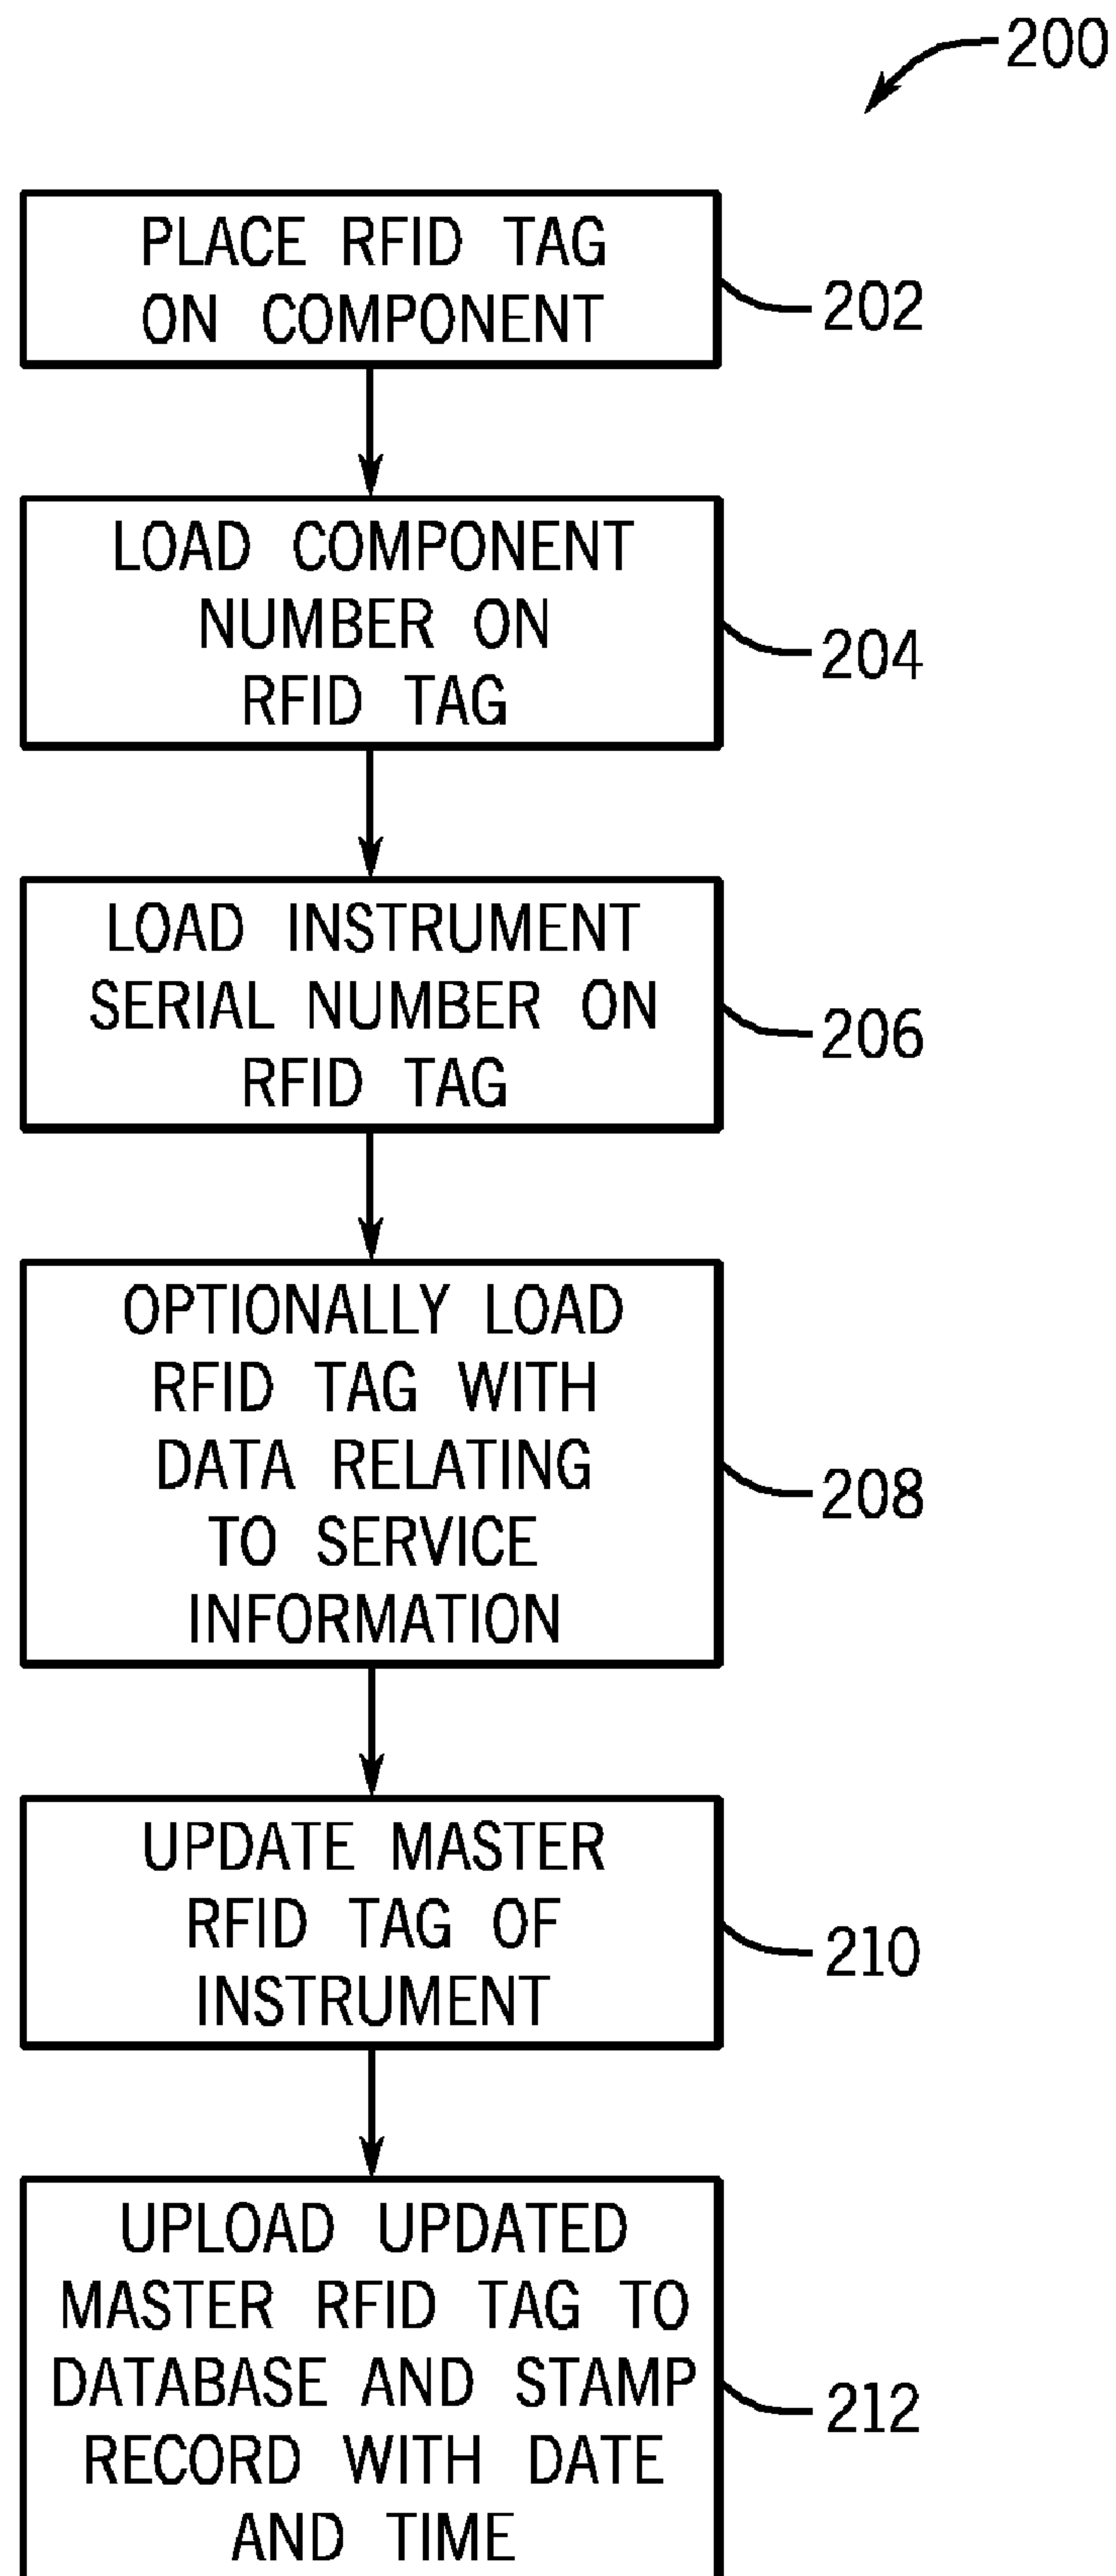 200
PLACE RFID TAG
ON COMPONENT
202
LOAD COMPONENT
NUMBER ON
RFID TAG
204
LOAD INSTRUMENT
SERIAL NUMBER ON
RFID TAG
206
OPTIONALLY LOAD
RFID TAG WITH
DATA RELATING
TO SERVICE
INFORMATION
208
UPDATE MASTER
RFID TAG OF
INSTRUMENT
210
UPLOAD UPDATED
MASTER RFID TAG TO
DATABASE AND STAMP
RECORD WITH DATE
AND TIME
212